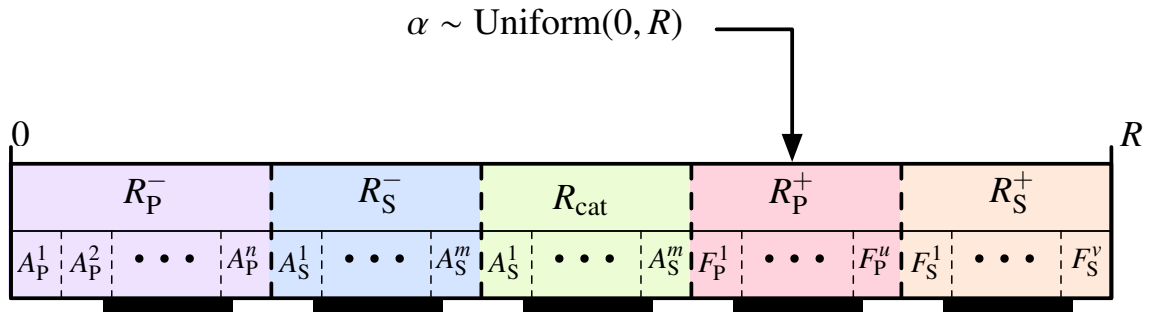 α ~ Uniform(0, R)
0 R
R_P^- R_S^- R_cat R_P^+ R_S^+
A_P^1 A_P^2 • • • A_P^n A_S^1 • • • A_S^m A_S^1 • • • A_S^m F_P^1 • • • F_P^u F_S^1 • • • F_S^v